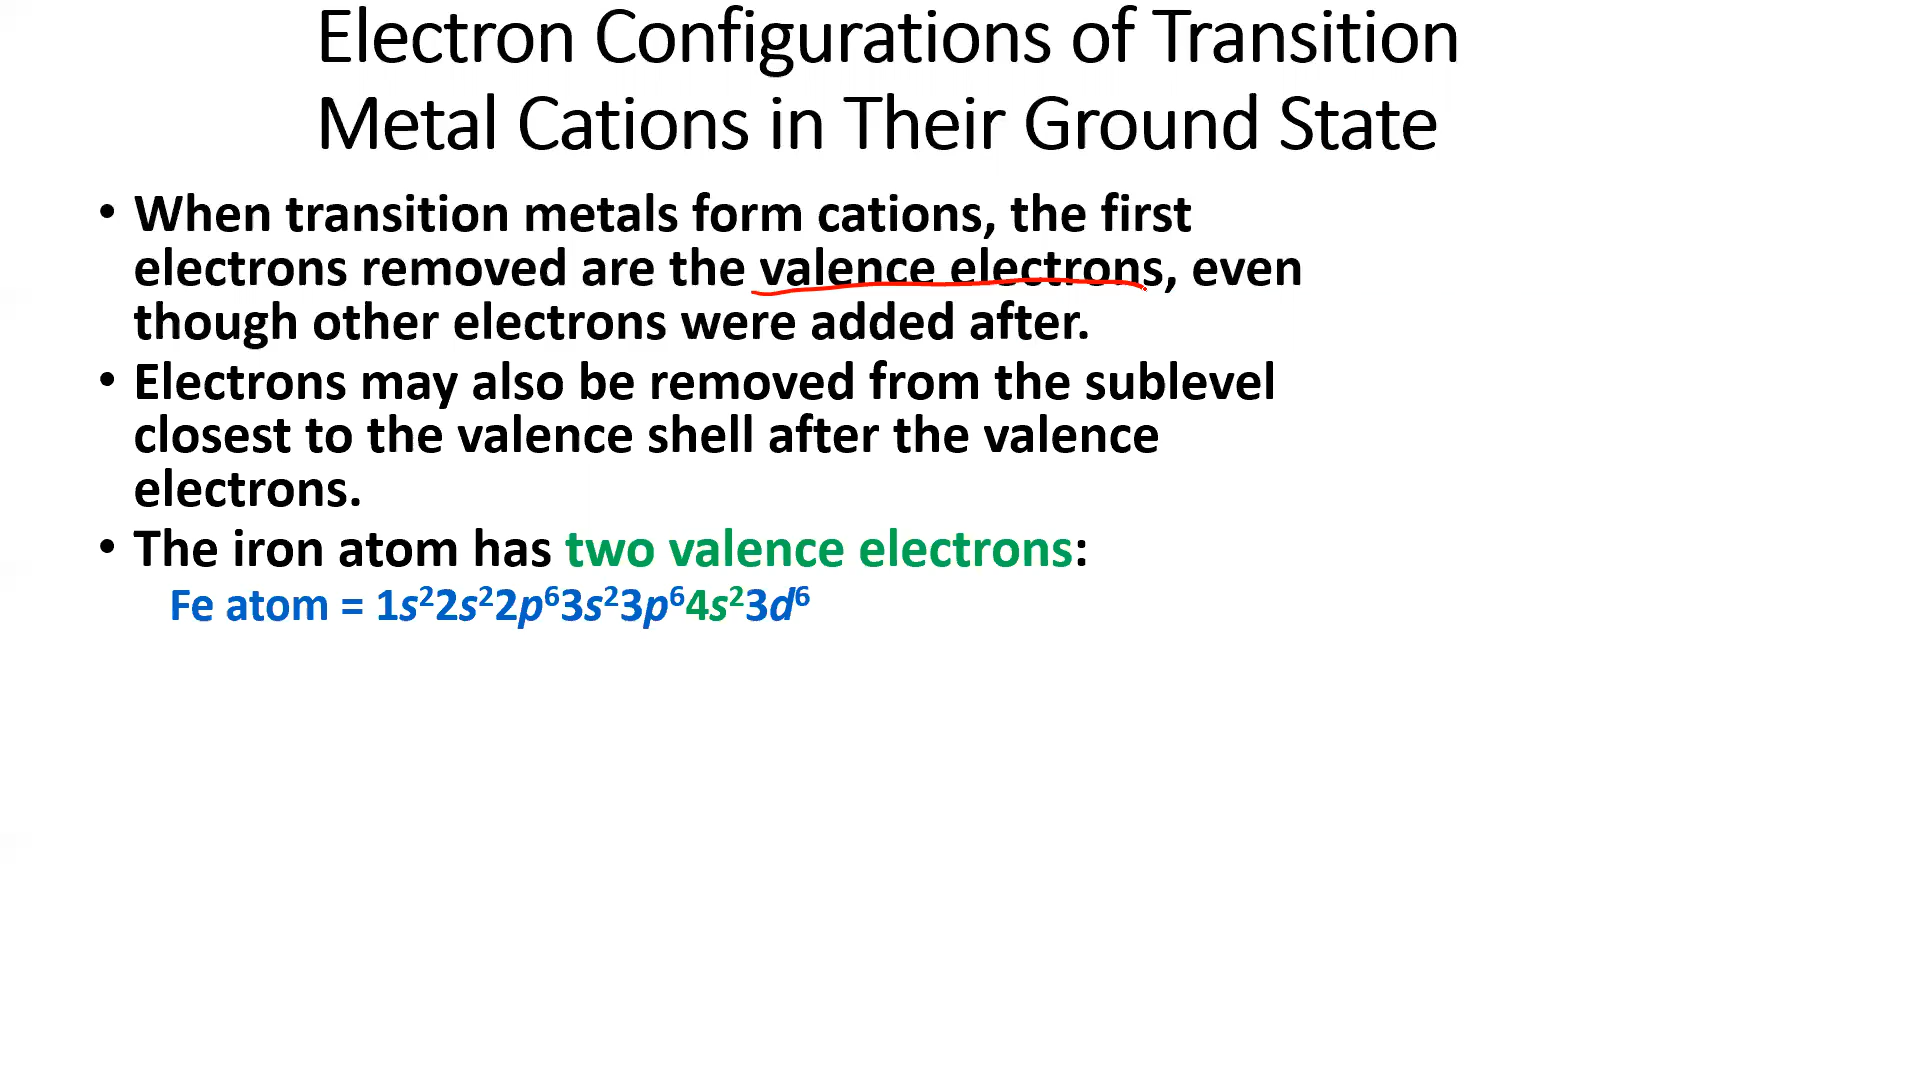 Electron Configurations of Transition
Metal Cations in Their Ground State
• When transition metals form cations, the first
electrons removed are the valence electrons, even
though other electrons were added after.
• Electrons may also be removed from the sublevel
closest to the valence shell after the valence
electrons.
• The iron atom has two valence electrons:
Fe atom = 1s²2s²2p⁶3s²3p⁶4s²3d⁶